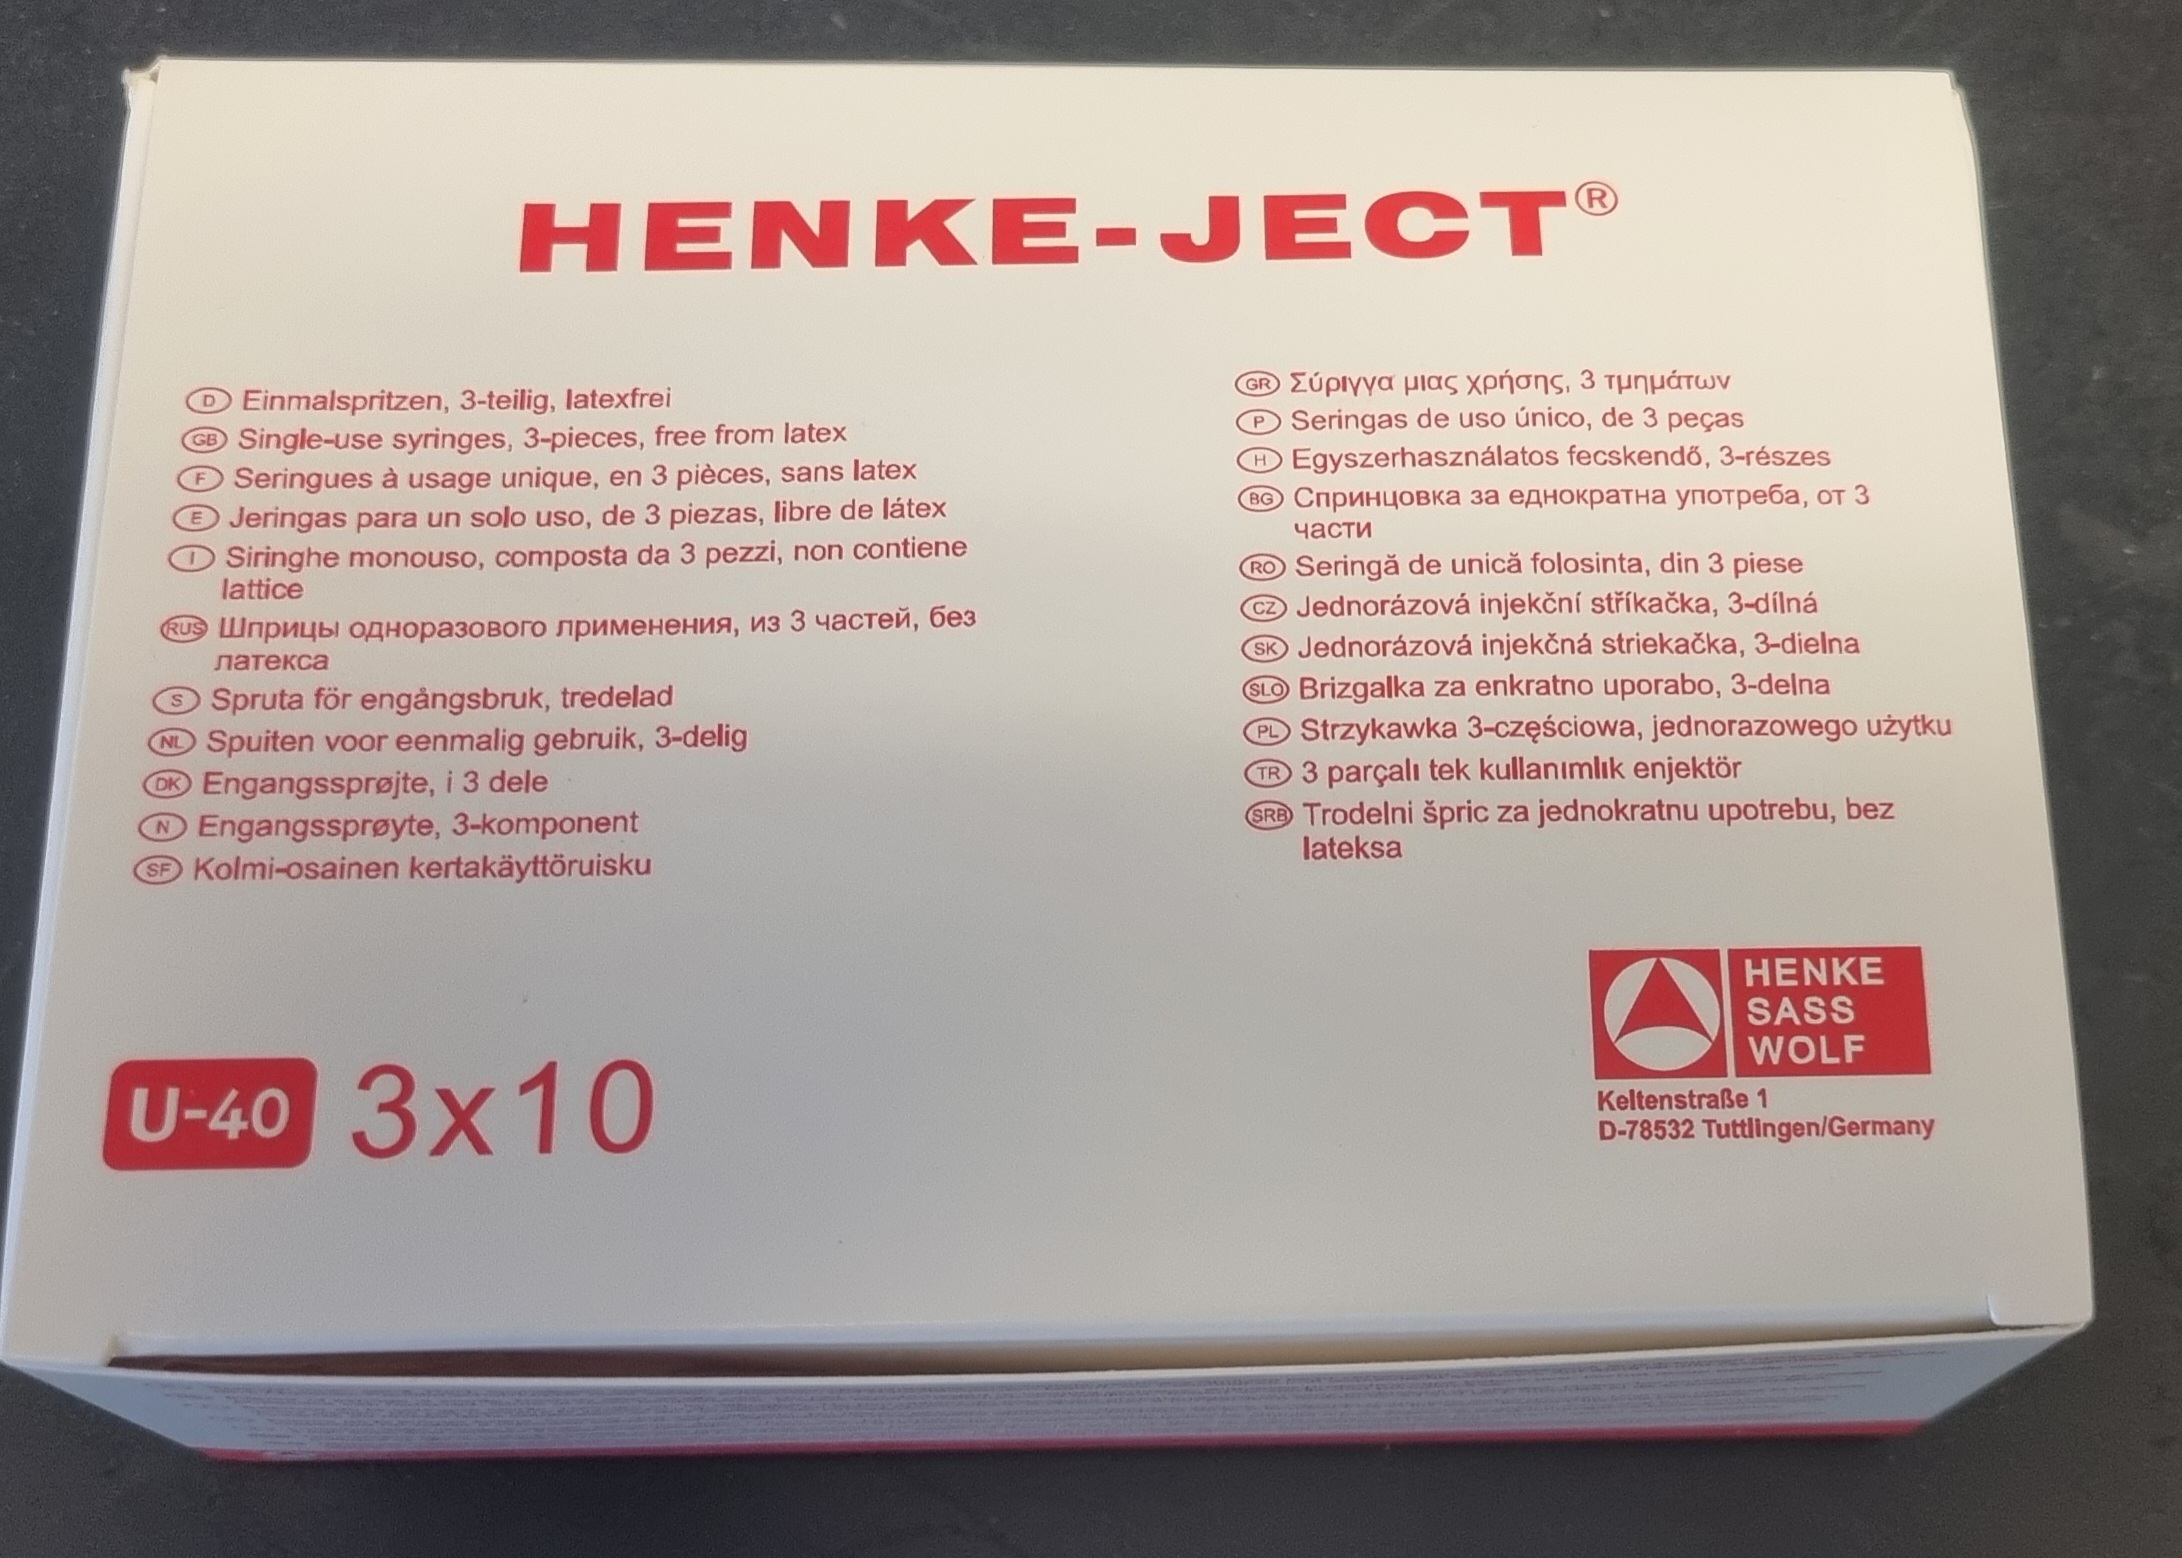 HENKE-JECT®
D Einmalspritzen, 3-teilig, latexfrei
GB Single-use syringes, 3-pieces, free from latex
F Seringues à usage unique, en 3 pièces, sans latex
E Jeringas para un solo uso, de 3 piezas, libre de látex
I Siringhe monouso, composta da 3 pezzi, non contiene
lattice
RUS Шприцы одноразового лрименения, из 3 частей, без
латекса
S Spruta för engångsbruk, tredelad
NL Spuiten voor eenmalig gebruik, 3-delig
DK Engangssprøjte, i 3 dele
N Engangssprøyte, 3-komponent
SF Kolmi-osainen kertakäyttöruisku
GR Σύριγγα μιας χρήσης, 3 τμημάτων
P Seringas de uso único, de 3 peças
H Egyszerhasználatos fecskendő, 3-részes
BG Спринцовка за еднократна употреба, от 3
части
RO Seringă de unică folosinta, din 3 piese
CZ Jednorázová injekční stříkačka, 3-dílná
SK Jednorázová injekčná striekačka, 3-dielna
SLO Brizgalka za enkratno uporabo, 3-delna
PL Strzykawka 3-częściowa, jednorazowego użytku
TR 3 parçalı tek kullanımlık enjektör
SRB Trodelni špric za jednokratnu upotrebu, bez
lateksa
U-40 3x10
HENKE
SASS
WOLF
Keltenstraße 1
D-78532 Tuttlingen/Germany